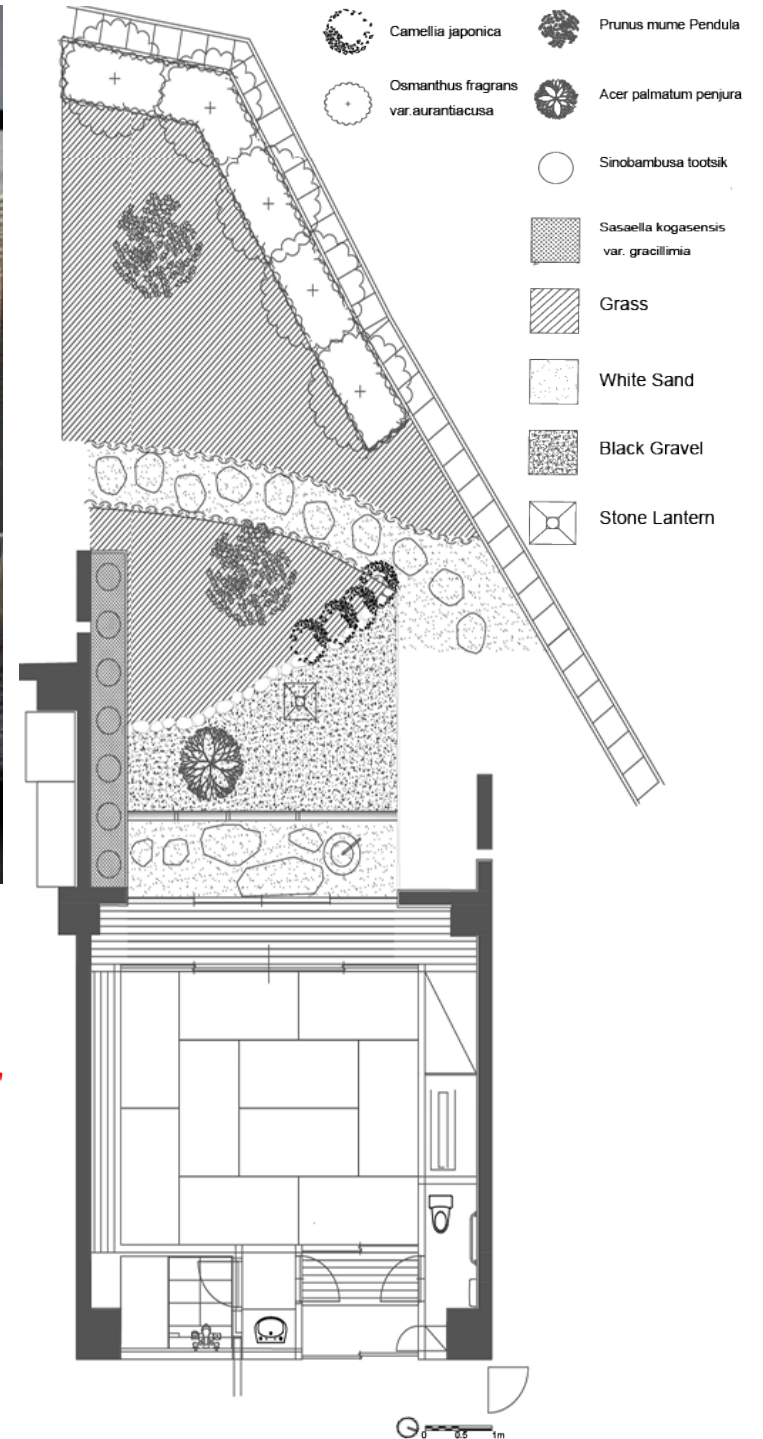 Camellia japonica
Prunus mume Pendula
Osmanthus fragrans
var.aurantiacusa
Acer palmatum penjura
Sinobambusa tootsik
Sasaella kogasensis
var. gracillimia
Grass
White Sand
Black Gravel
Stone Lantern
0 0.5 1m